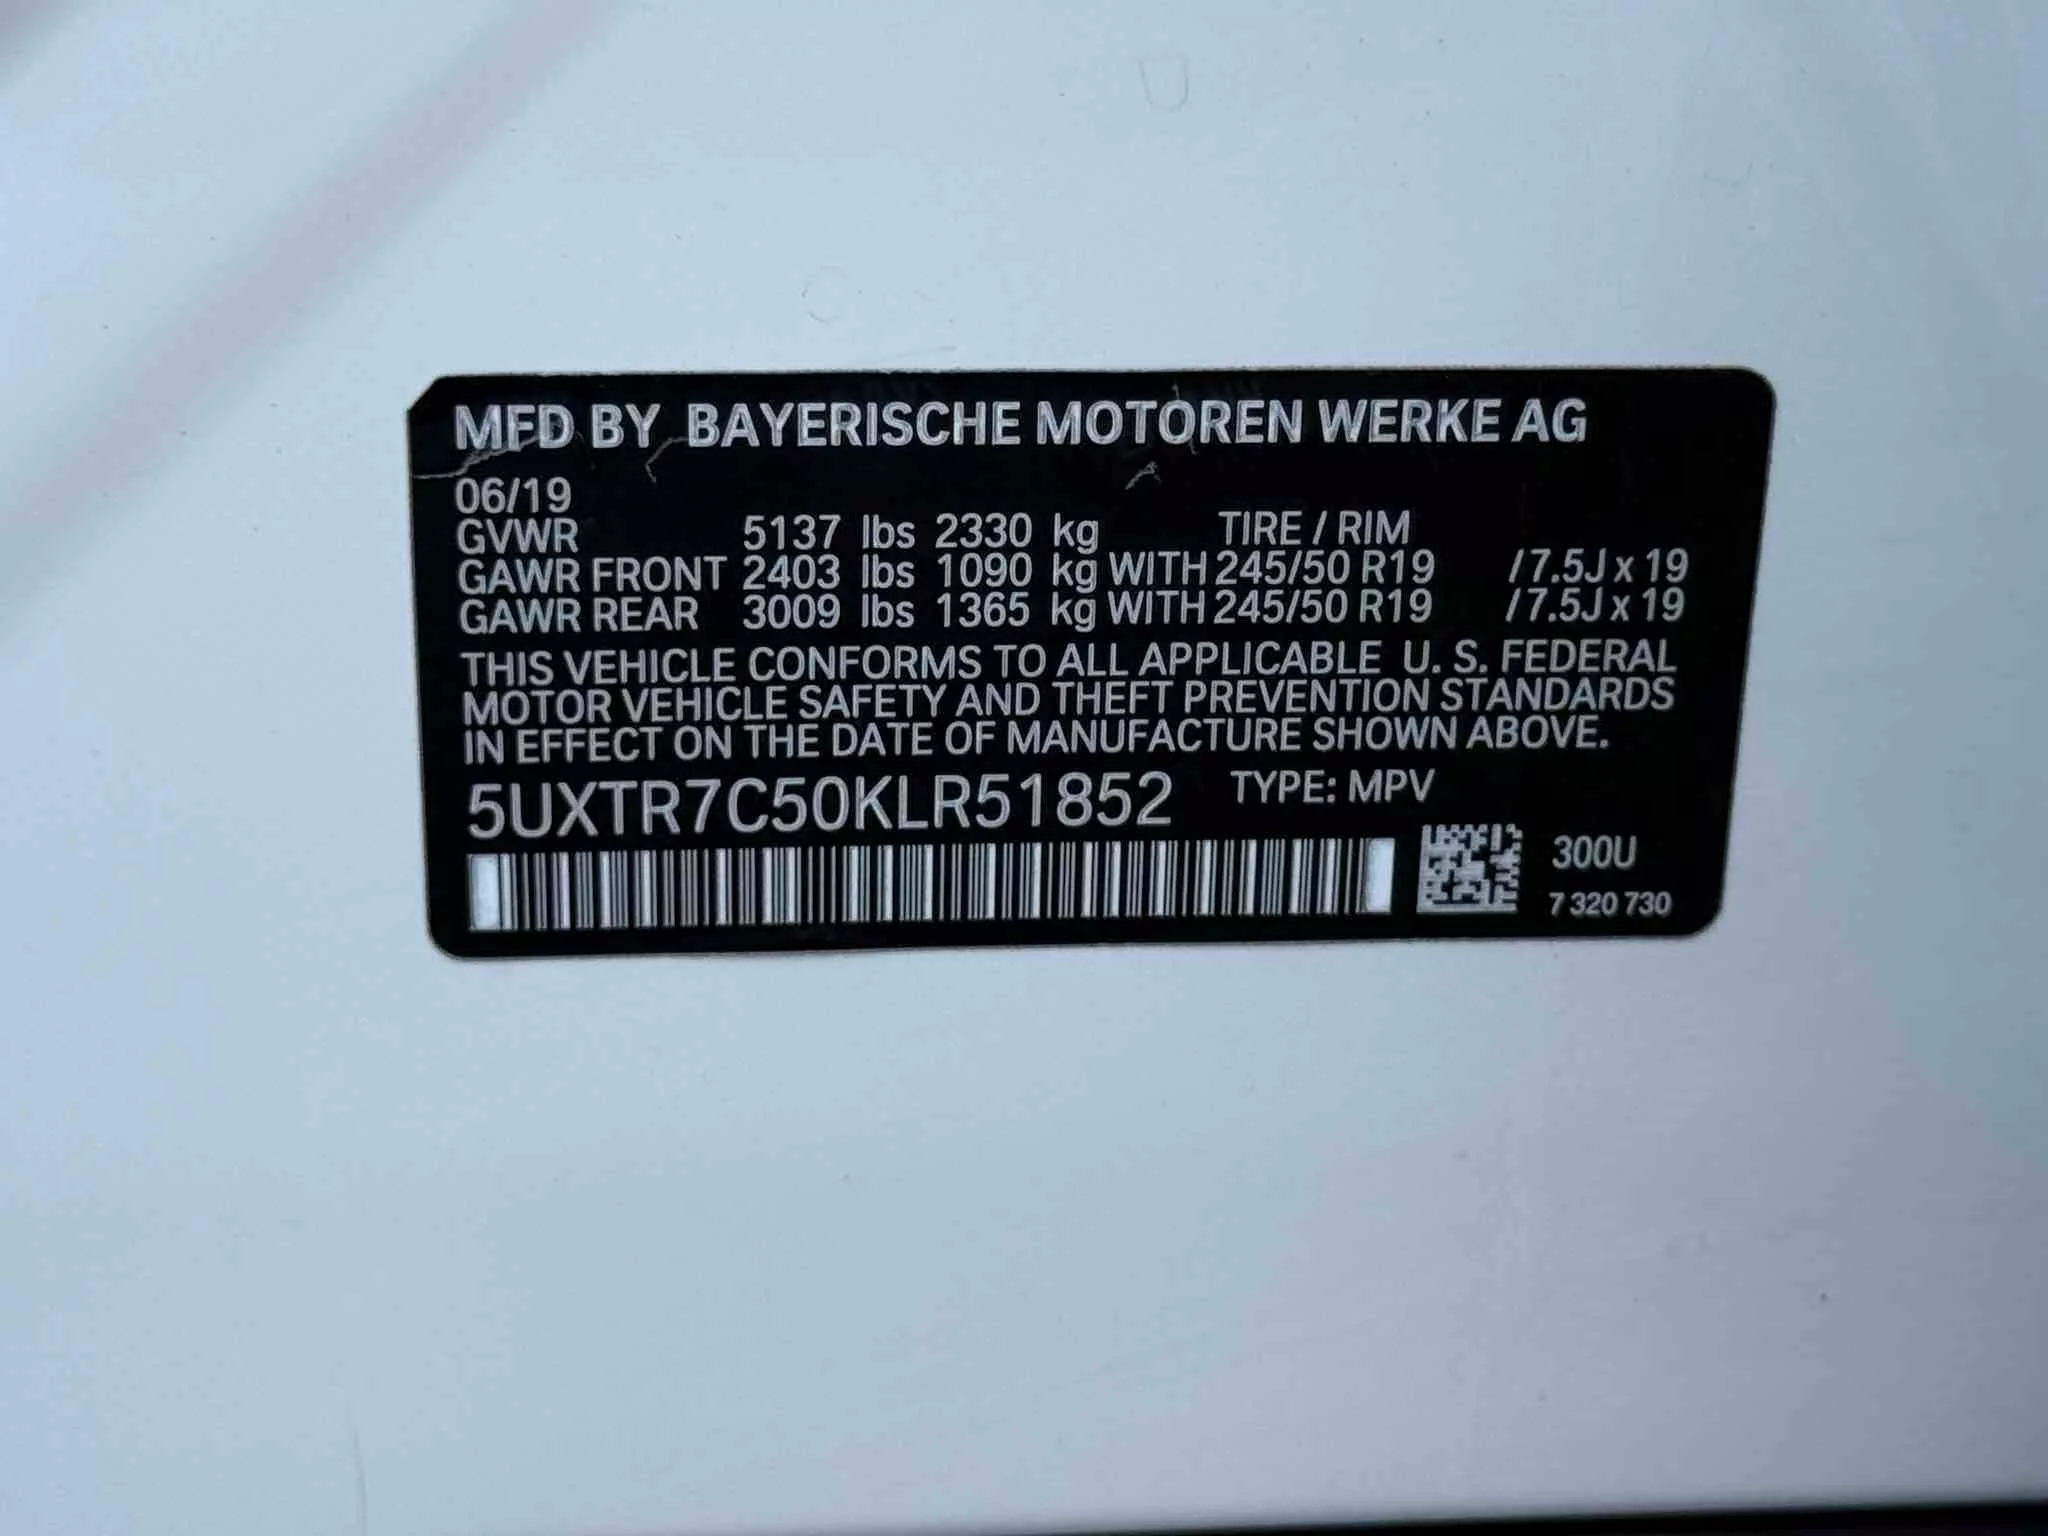 MFD BY BAYERISCHE MOTOREN WERKE AG
06/19
GVWR 5137 lbs 2330 kg TIRE / RIM
GAWR FRONT 2403 lbs 1090 kg WITH 245/50 R19 /7.5J x 19
GAWR REAR 3009 lbs 1365 kg WITH 245/50 R19 /7.5J x 19
THIS VEHICLE CONFORMS TO ALL APPLICABLE U. S. FEDERAL
MOTOR VEHICLE SAFETY AND THEFT PREVENTION STANDARDS
IN EFFECT ON THE DATE OF MANUFACTURE SHOWN ABOVE.
5UXTR7C50KLR51852 TYPE: MPV
300U
7 320 730